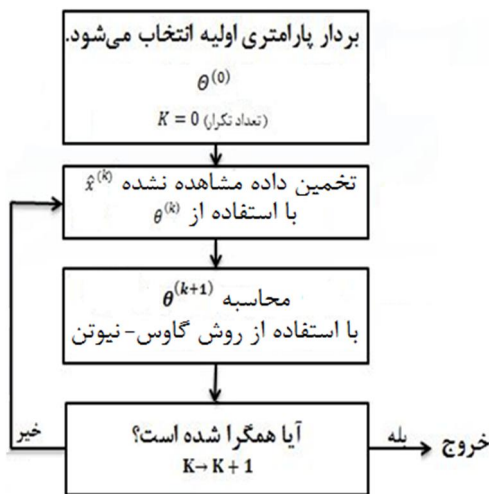 بردار پارامتری اولیه انتخاب می‌شود.
Θ^(0)
K = 0 (تعداد تکرار)
تخمین داده مشاهده نشده x̂^(k)
با استفاده از θ^(k)
محاسبه θ^(k+1)
با استفاده از روش گاوس-نیوتن
آیا همگرا شده است؟
K→ K + 1
خیر
بله
خروج